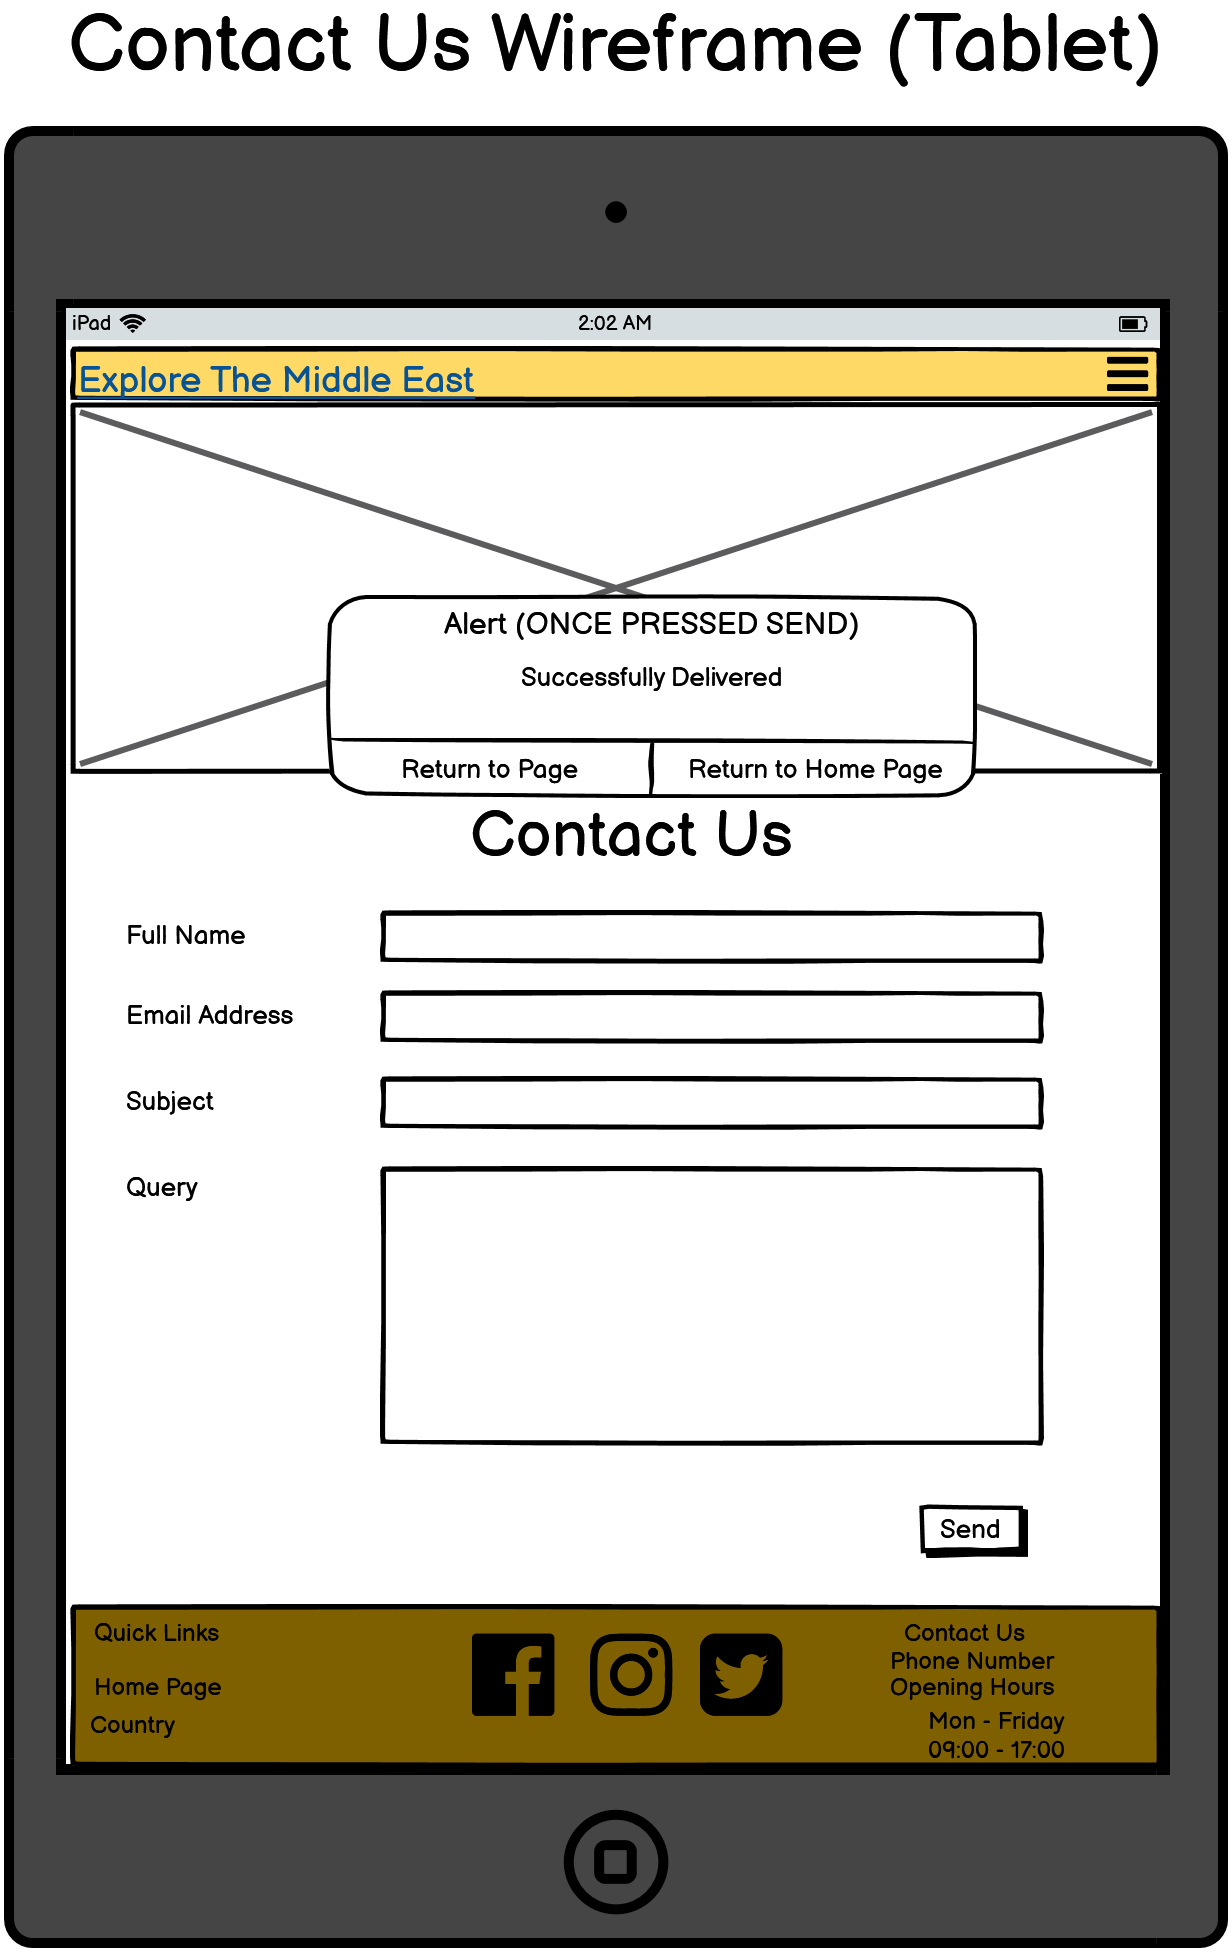 Contact Us Wireframe (Tablet)
iPad 2:02 AM
Explore The Middle East
Alert (ONCE PRESSED SEND)
Successfully Delivered
Return to Page Return to Home Page
Contact Us
Full Name
Email Address
Subject
Query
Send
Quick Links
Home Page
Country
Contact Us
Phone Number
Opening Hours
Mon - Friday
09:00 - 17:00